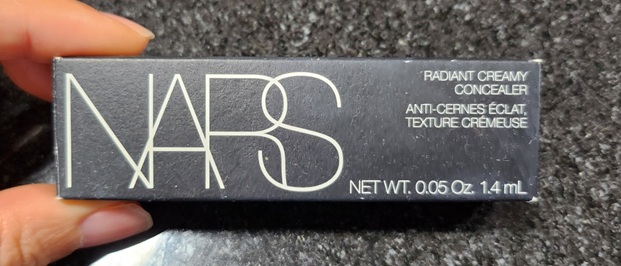 NARS
RADIANT CREAMY
CONCEALER
ANTI-CERNES ÉCLAT,
TEXTURE CRÉMEUSE
NET WT. 0.05 Oz. 1.4 mL